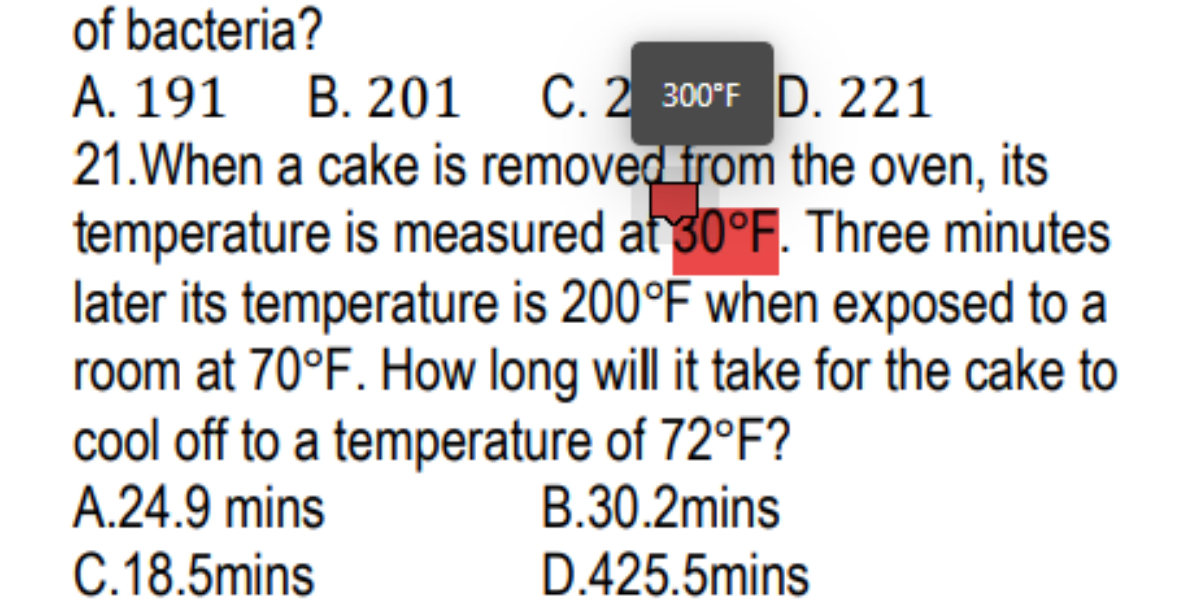 of bacteria?
A. 191 B. 201 C. 2 D. 221
300°F
21.When a cake is removed from the oven, its
temperature is measured at 30°F. Three minutes
later its temperature is 200°F when exposed to a
room at 70°F. How long will it take for the cake to
cool off to a temperature of 72°F?
A.24.9 mins B.30.2mins
C.18.5mins D.425.5mins